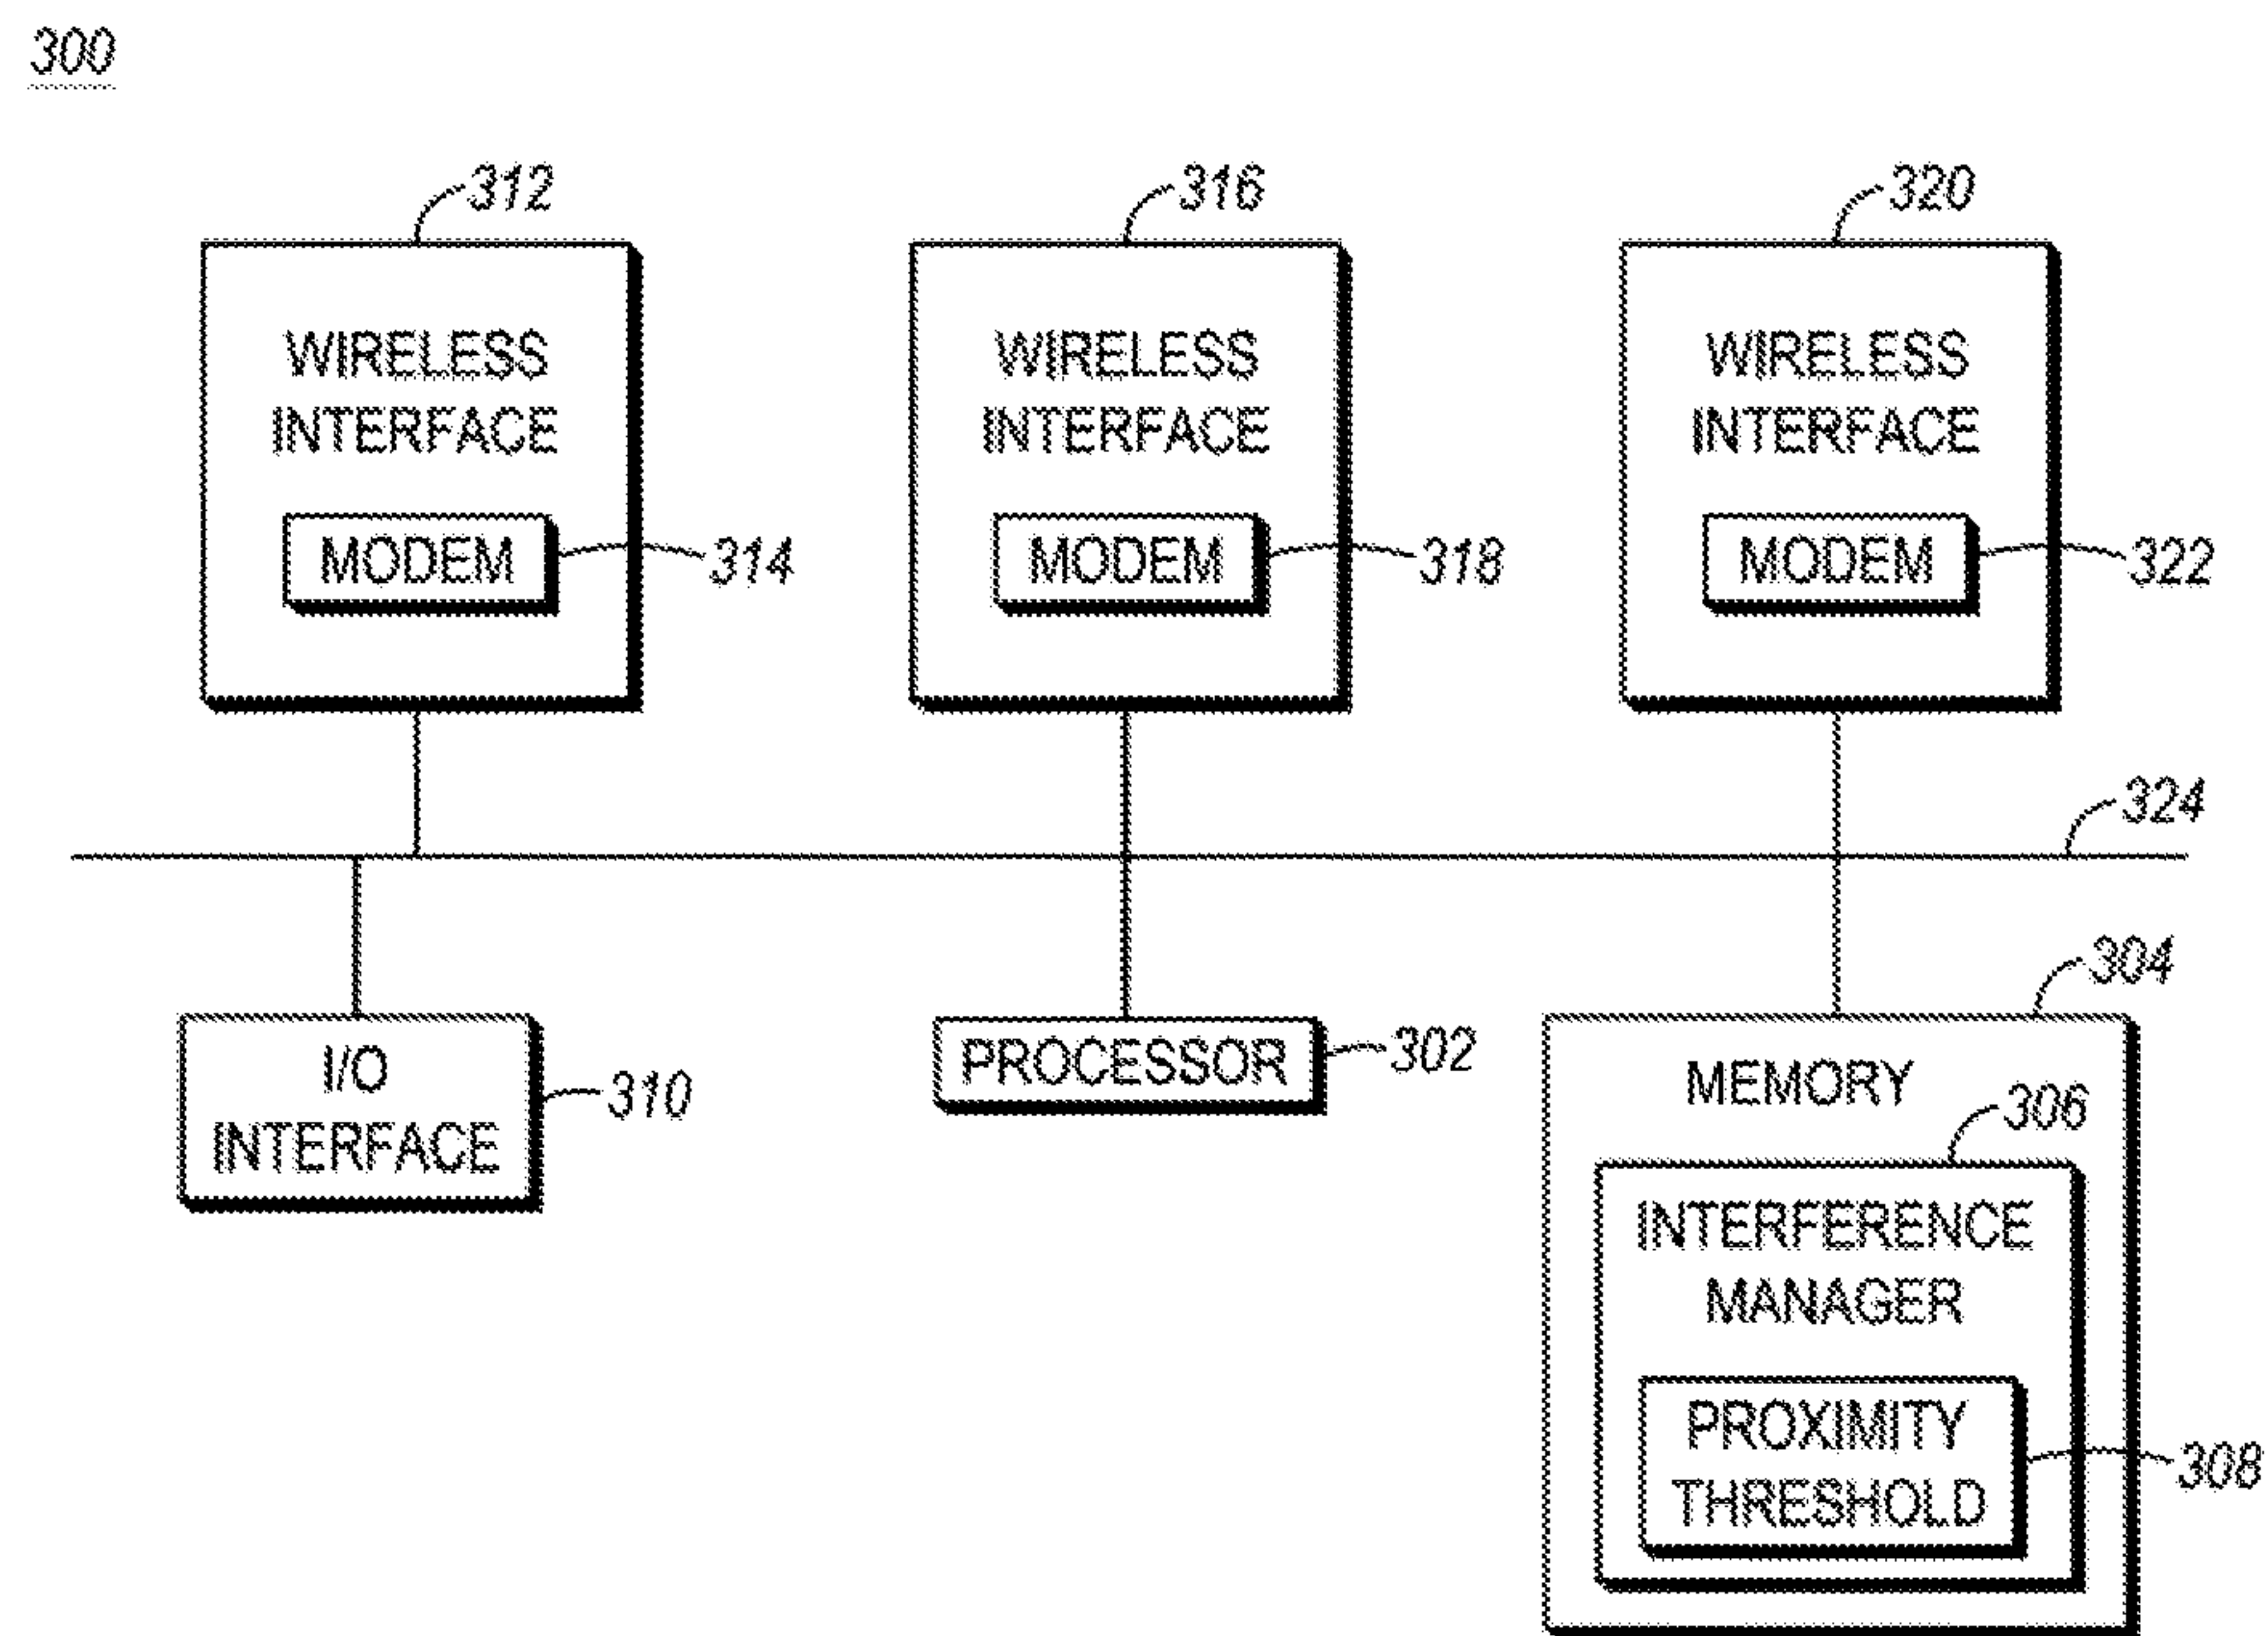 300
312
316
320
WIRELESS
INTERFACE
WIRELESS
INTERFACE
WIRELESS
INTERFACE
MODEM
314
MODEM
318
MODEM
322
324
304
I/O
INTERFACE
310
PROCESSOR
302
MEMORY
306
INTERFERENCE
MANAGER
PROXIMITY
THRESHOLD
308